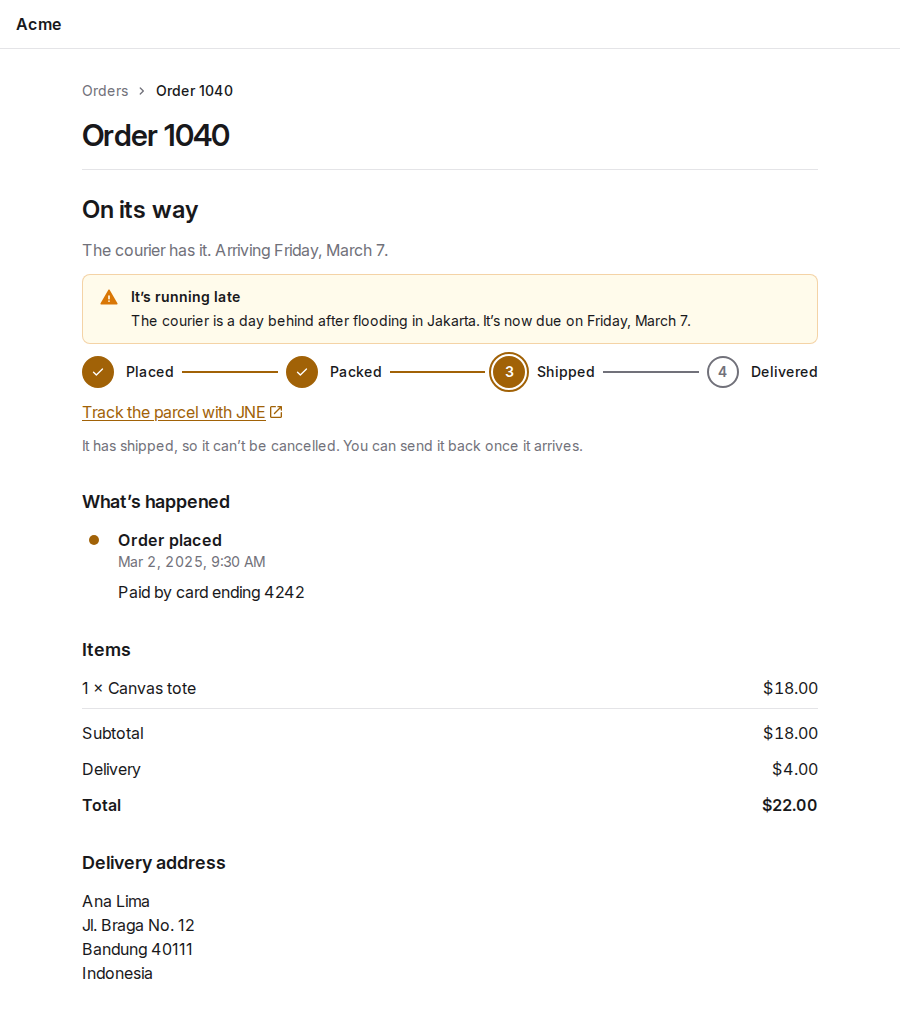 Acme
Orders › Order 1040
Order 1040
On its way
The courier has it. Arriving Friday, March 7.
It’s running late
The courier is a day behind after flooding in Jakarta. It’s now due on Friday, March 7.
Placed Packed 3 Shipped 4 Delivered
Track the parcel with JNE
It has shipped, so it can’t be cancelled. You can send it back once it arrives.
What’s happened
Order placed
Mar 2, 2025, 9:30 AM
Paid by card ending 4242
Items
1 × Canvas tote $18.00
Subtotal $18.00
Delivery $4.00
Total $22.00
Delivery address
Ana Lima
Jl. Braga No. 12
Bandung 40111
Indonesia